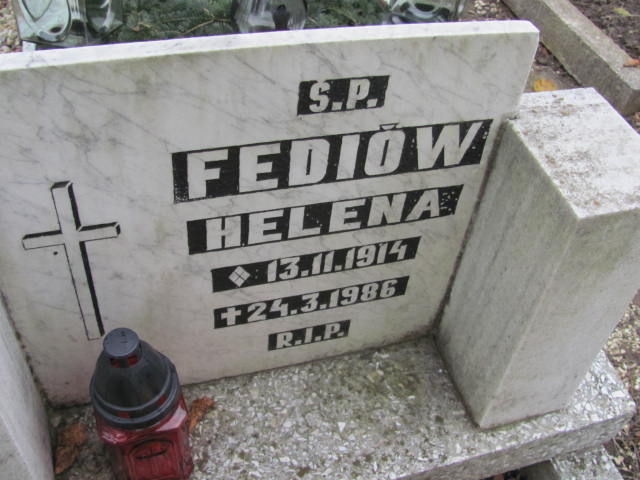 Ś.P.
FEDIÓW
HELENA
13.11.1914
24.3.1986
R.I.P.